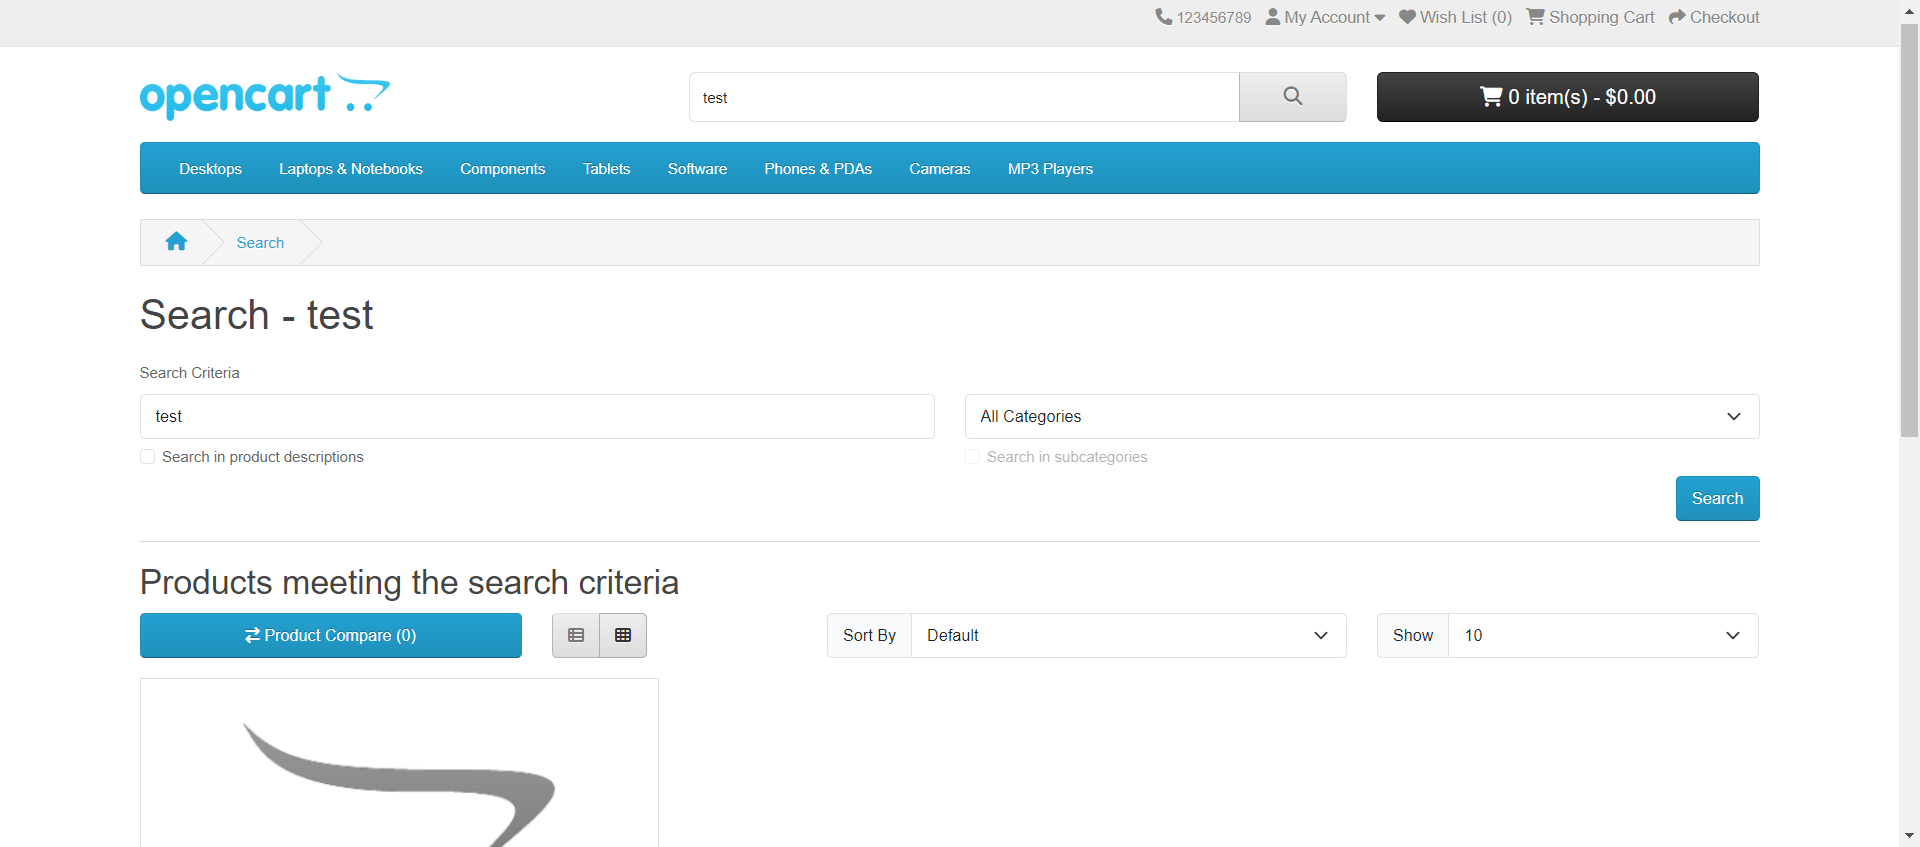 123456789 My Account Wish List (0) Shopping Cart Checkout
opencart
test
0 item(s) - $0.00
Desktops Laptops & Notebooks Components Tablets Software Phones & PDAs Cameras MP3 Players
Search
Search - test
Search Criteria
test
All Categories
Search in product descriptions
Search in subcategories
Search
Products meeting the search criteria
Product Compare (0)
Sort By Default
Show 10